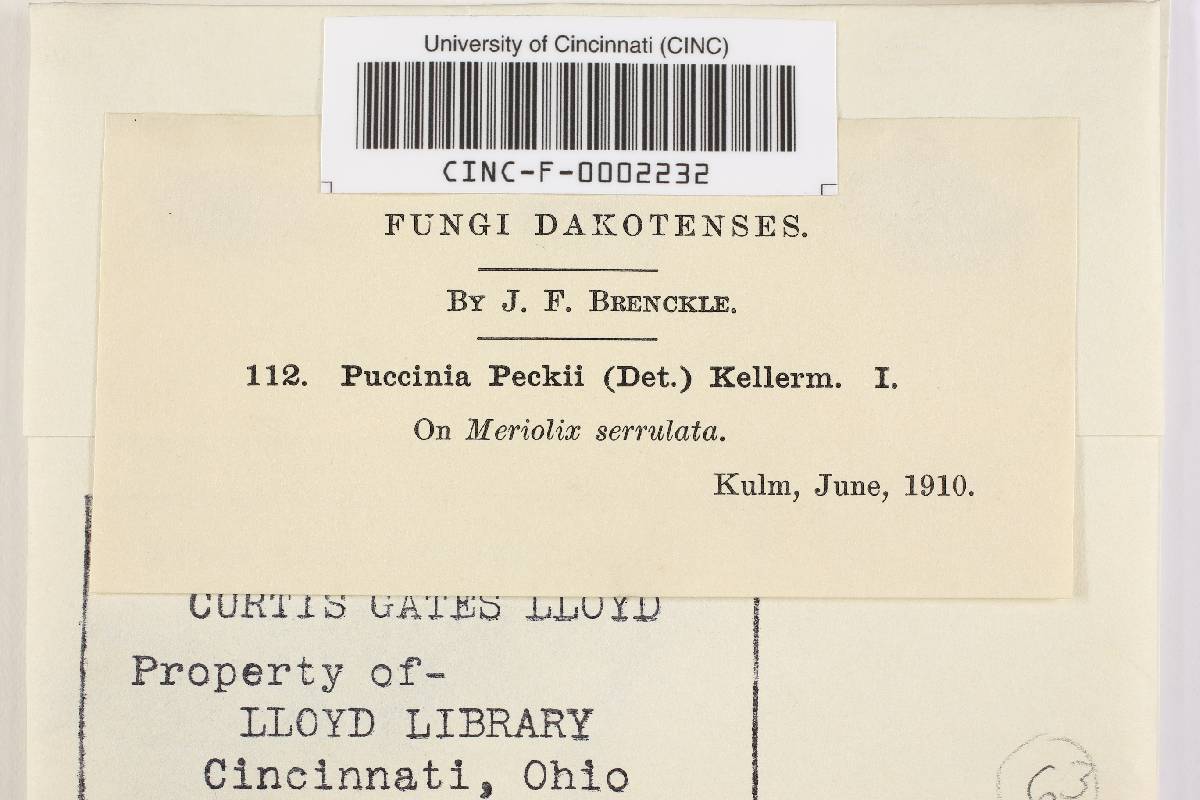 University of Cincinnati (CINC)
CINC-F-0002232
FUNGI DAKOTENSES.
BY J. F. BRENCKLE.
112. Puccinia Peckii (Det.) Kellerm. I.
On Meriolix serrulata.
Kulm, June, 1910.
CURTIS GATES LLOYD
Property of-
LLOYD LIBRARY
Cincinnati, Ohio
63